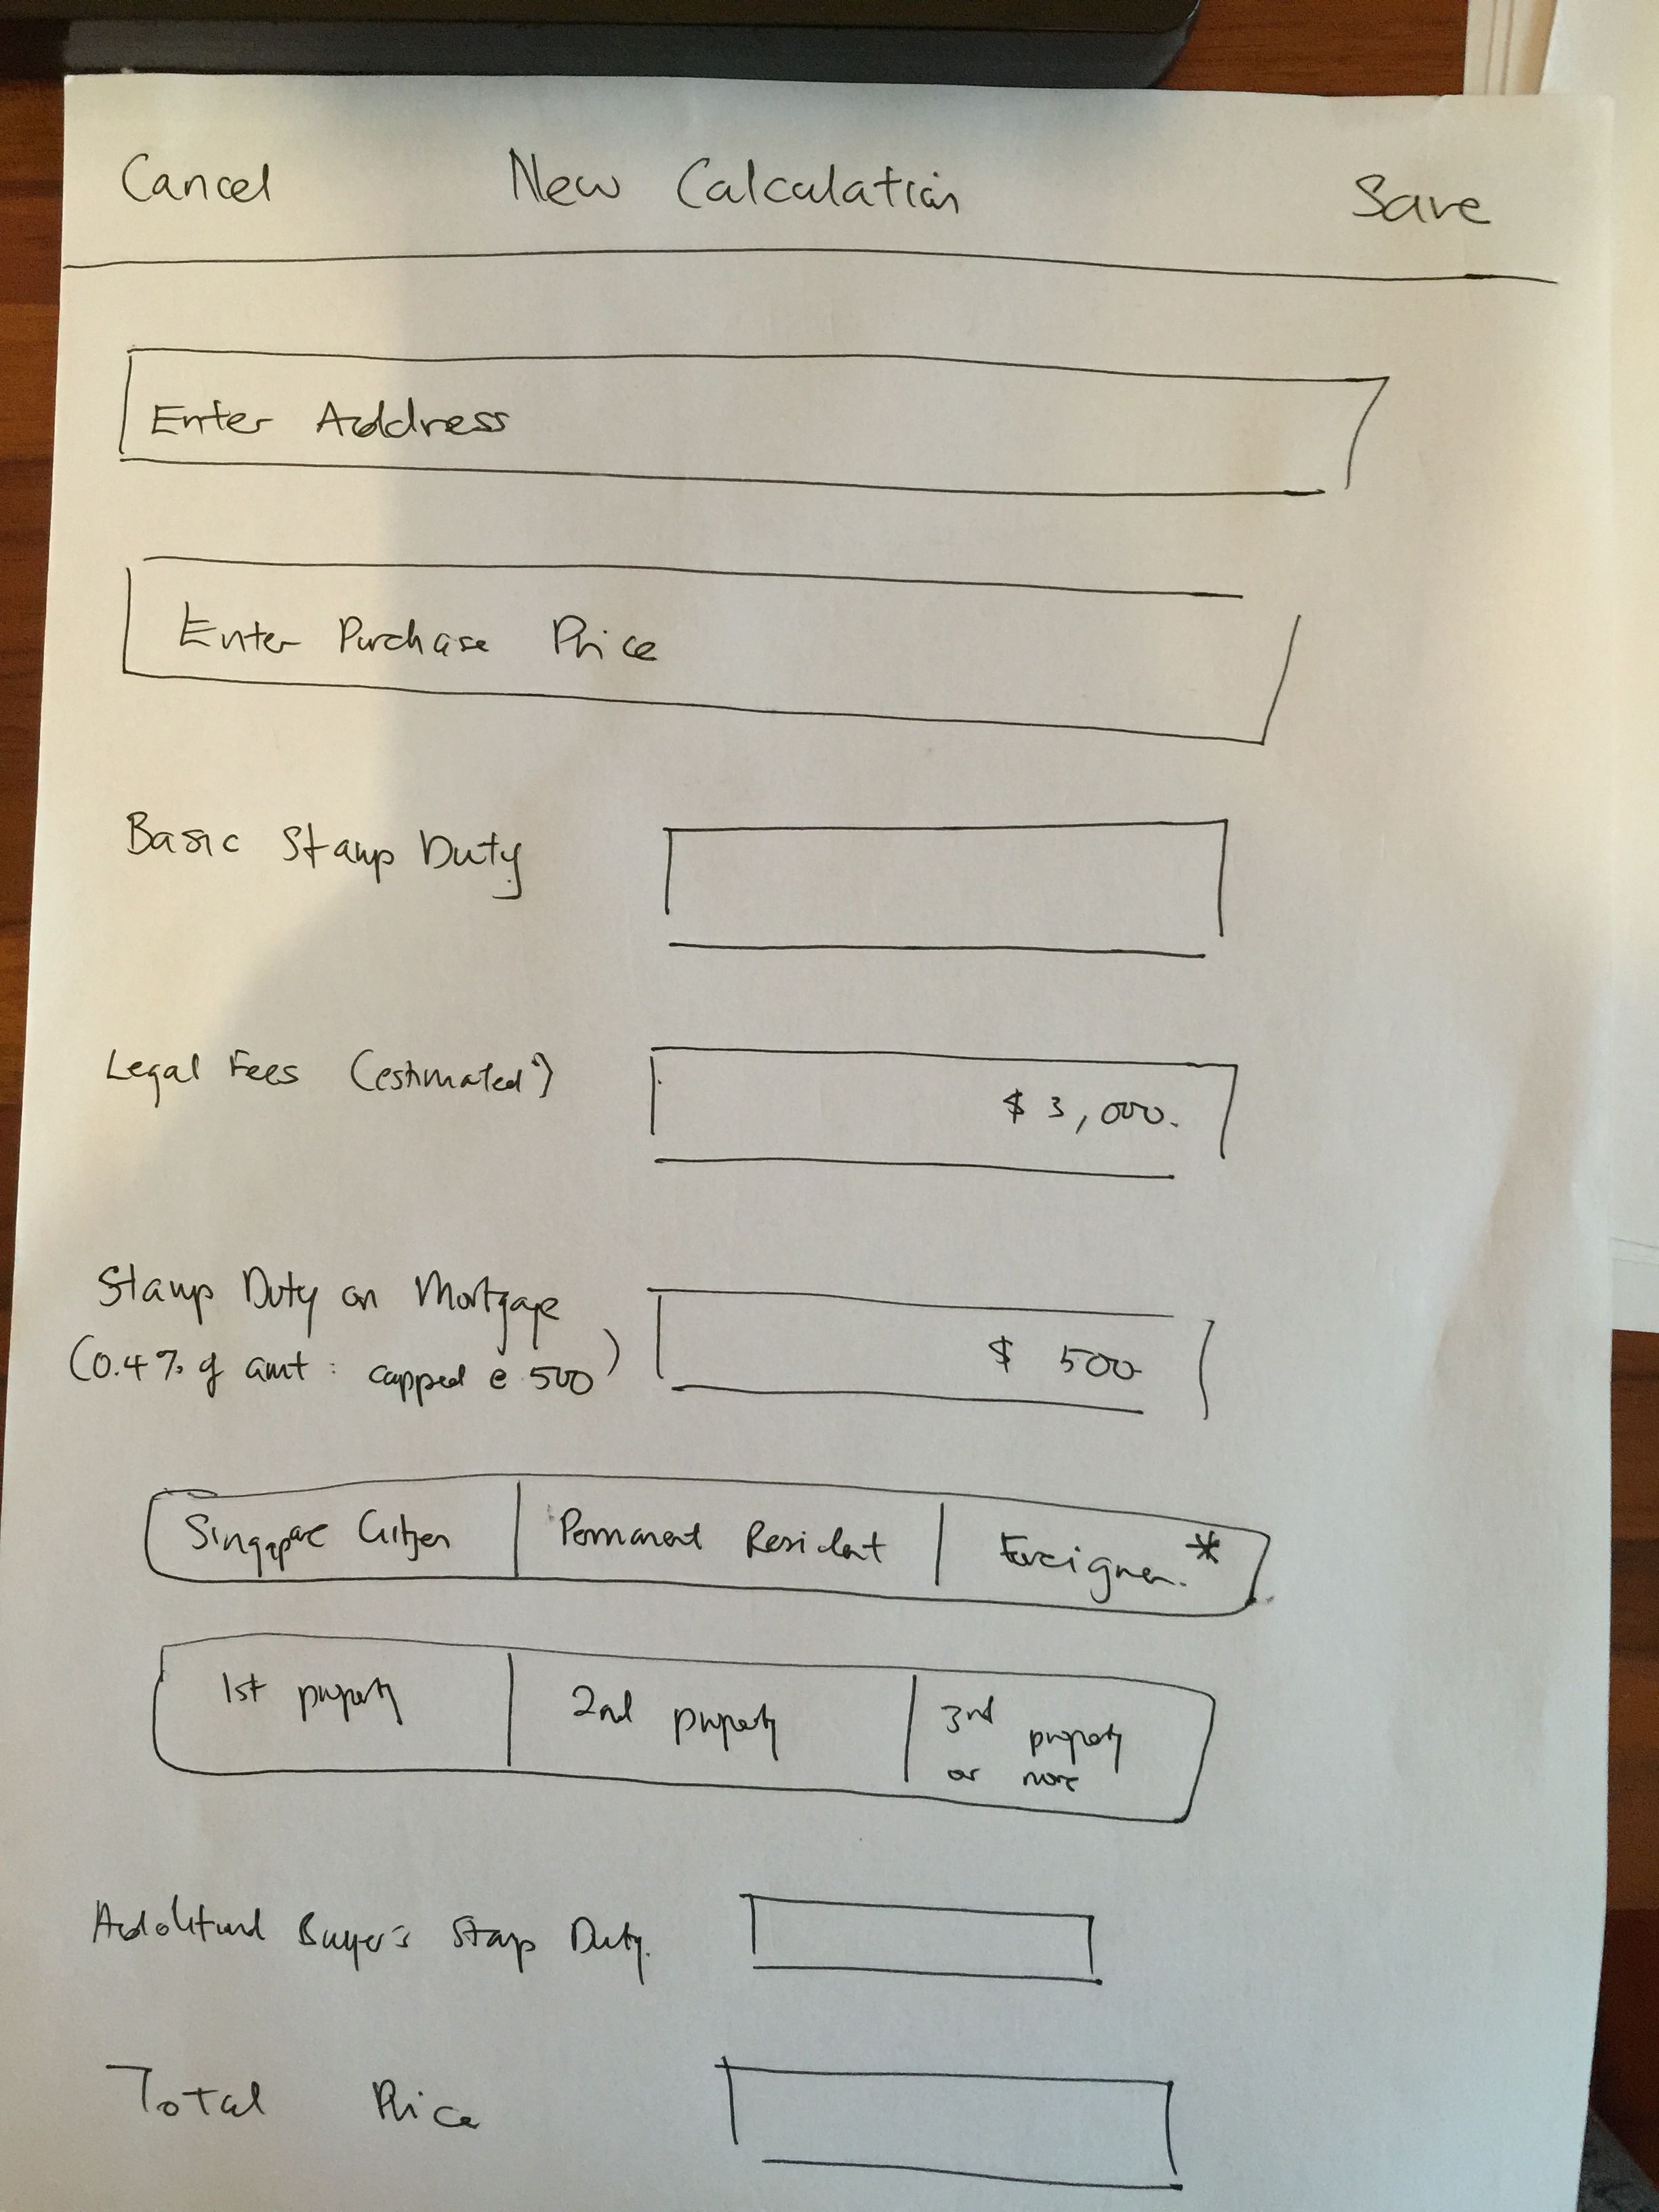 Cancel New Calculation Save
Enter Address
Enter Purchase Price
Basic Stamp Duty
Legal Fees (estimated*) $ 3,000.
Stamp Duty on Mortgage
(0.4% of amt : capped @ 500) $ 500
Singapore Citizen Permanent Resident Foreigner.*
1st property 2nd property 3rd property
or more
Additional Buyer's Stamp Duty.
Total Price